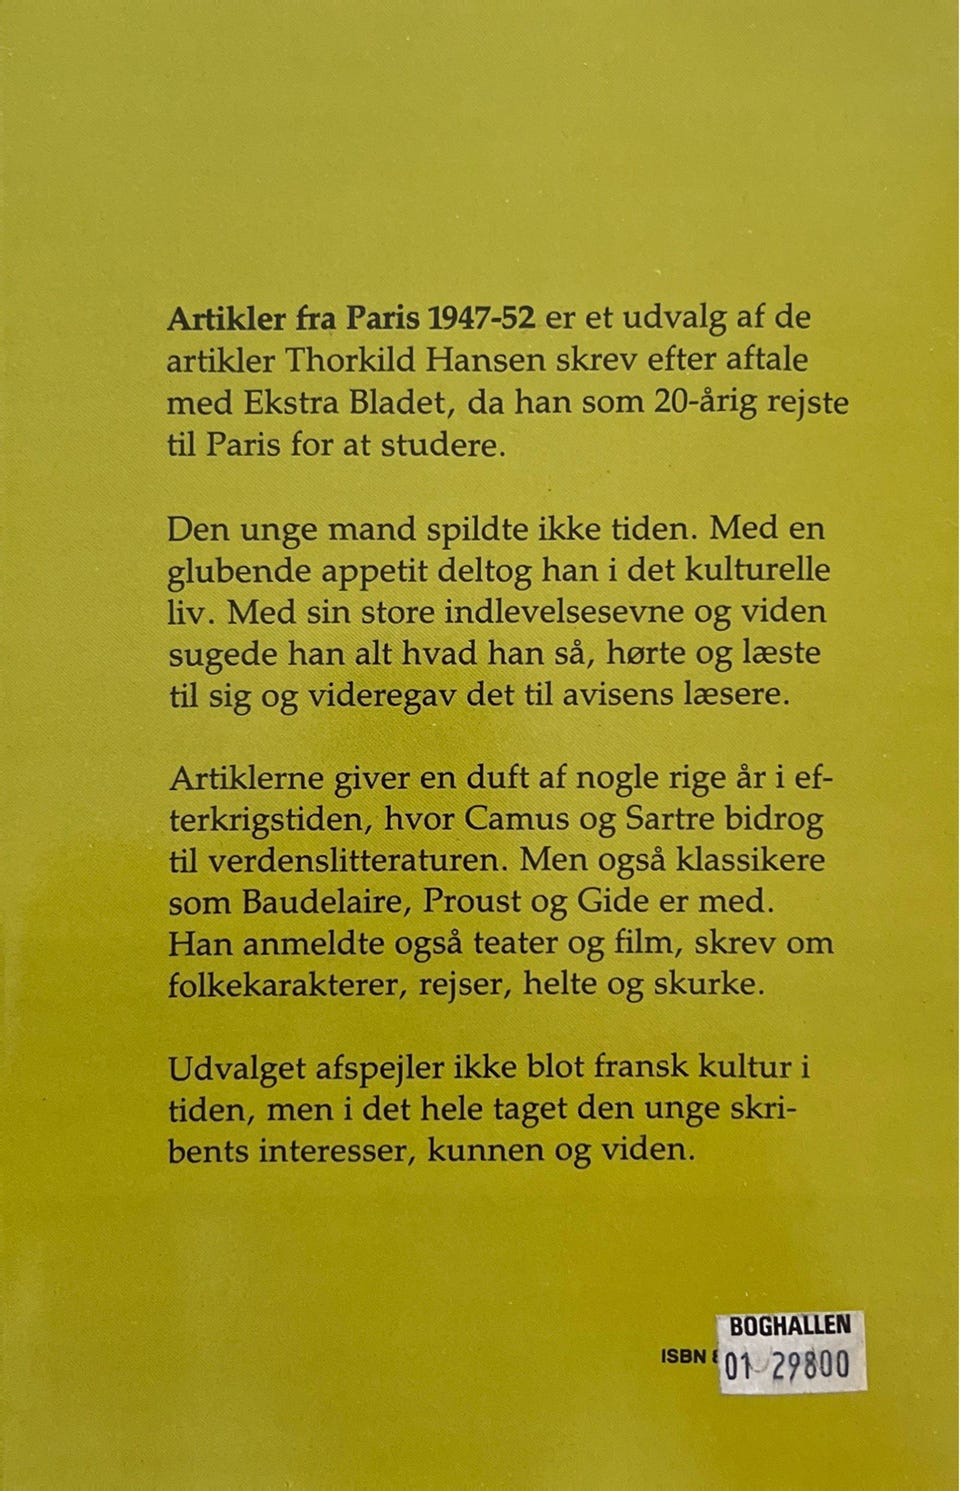 Artikler fra Paris 1947-52 er et udvalg af de
artikler Thorkild Hansen skrev efter aftale
med Ekstra Bladet, da han som 20-årig rejste
til Paris for at studere.
Den unge mand spildte ikke tiden. Med en
glubende appetit deltog han i det kulturelle
liv. Med sin store indlevelsesevne og viden
sugede han alt hvad han så, hørte og læste
til sig og videregav det til avisens læsere.
Artiklerne giver en duft af nogle rige år i ef-
terkrigstiden, hvor Camus og Sartre bidrog
til verdenslitteraturen. Men også klassikere
som Baudelaire, Proust og Gide er med.
Han anmeldte også teater og film, skrev om
folkekarakterer, rejser, helte og skurke.
Udvalget afspejler ikke blot fransk kultur i
tiden, men i det hele taget den unge skri-
bents interesser, kunnen og viden.
BOGHALLEN
ISBN
01 29800